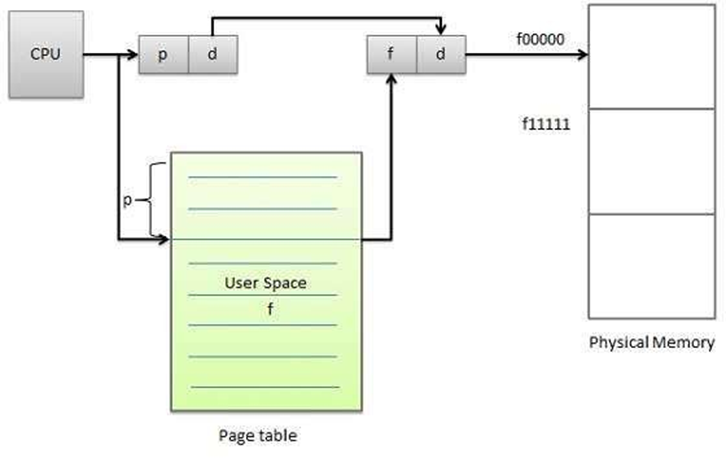 CPU
p
d
f
d
f00000
f11111
p
User Space
f
Physical Memory
Page table